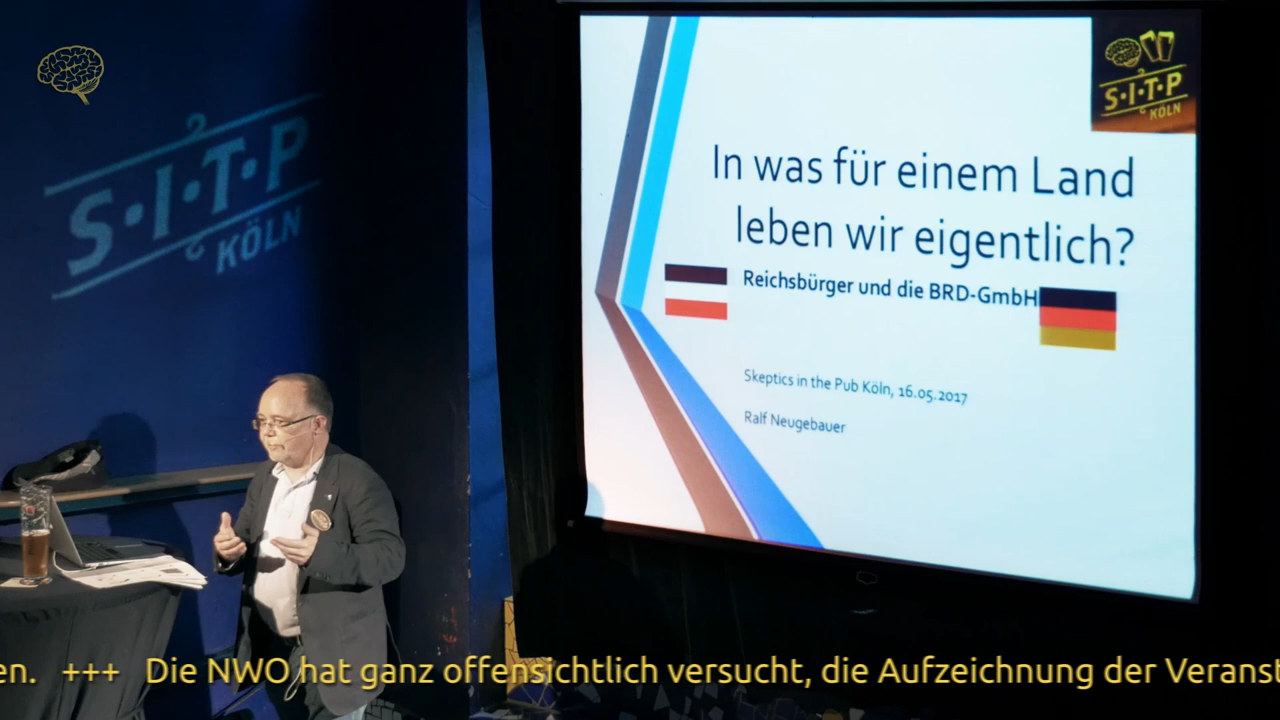 S·I·T·P
KÖLN
S·I·T·P
KÖLN
In was für einem Land
leben wir eigentlich?
Reichsbürger und die BRD-GmbH
Skeptics in the Pub Köln, 16.05.2017
Ralf Neugebauer
en. +++ Die NWO hat ganz offensichtlich versucht, die Aufzeichnung der Veranst